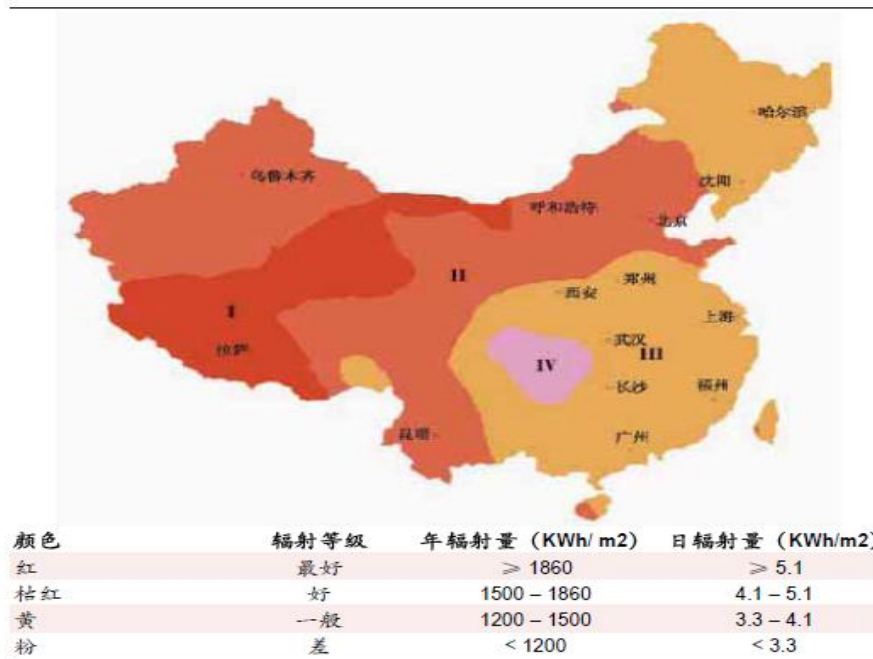 哈尔滨
乌鲁木齐
沈阳
呼和浩特
北京
II
郑州
西安
I
上海
拉萨
武汉
III
IV
长沙
福州
昆明
广州
颜色 辐射等级 年辐射量（KWh/ m2） 日辐射量（KWh/m2)
红 最好 ≥ 1860 ≥ 5.1
桔红 好 1500 – 1860 4.1 – 5.1
黄 一般 1200 – 1500 3.3 – 4.1
粉 差 < 1200 < 3.3